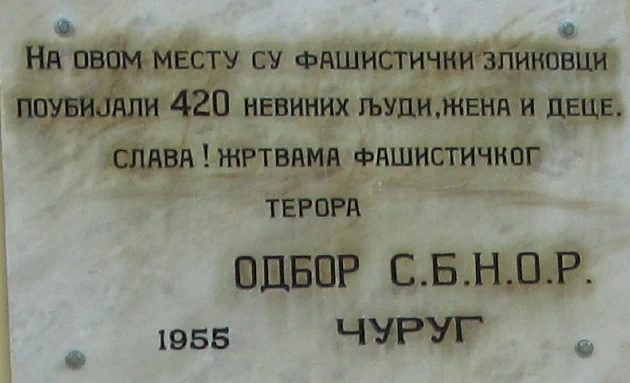 НА ОВОМ МЕСТУ СУ ФАШИСТИЧКИ ЗЛИКОВЦИ
ПОУБИЈАЛИ 420 НЕВИНИХ ЉУДИ, ЖЕНА И ДЕЦЕ.
СЛАВА! ЖРТВАМА ФАШИСТИЧКОГ
ТЕРОРА
ОДБОР С.Б.Н.О.Р.
1955 ЧУРУГ